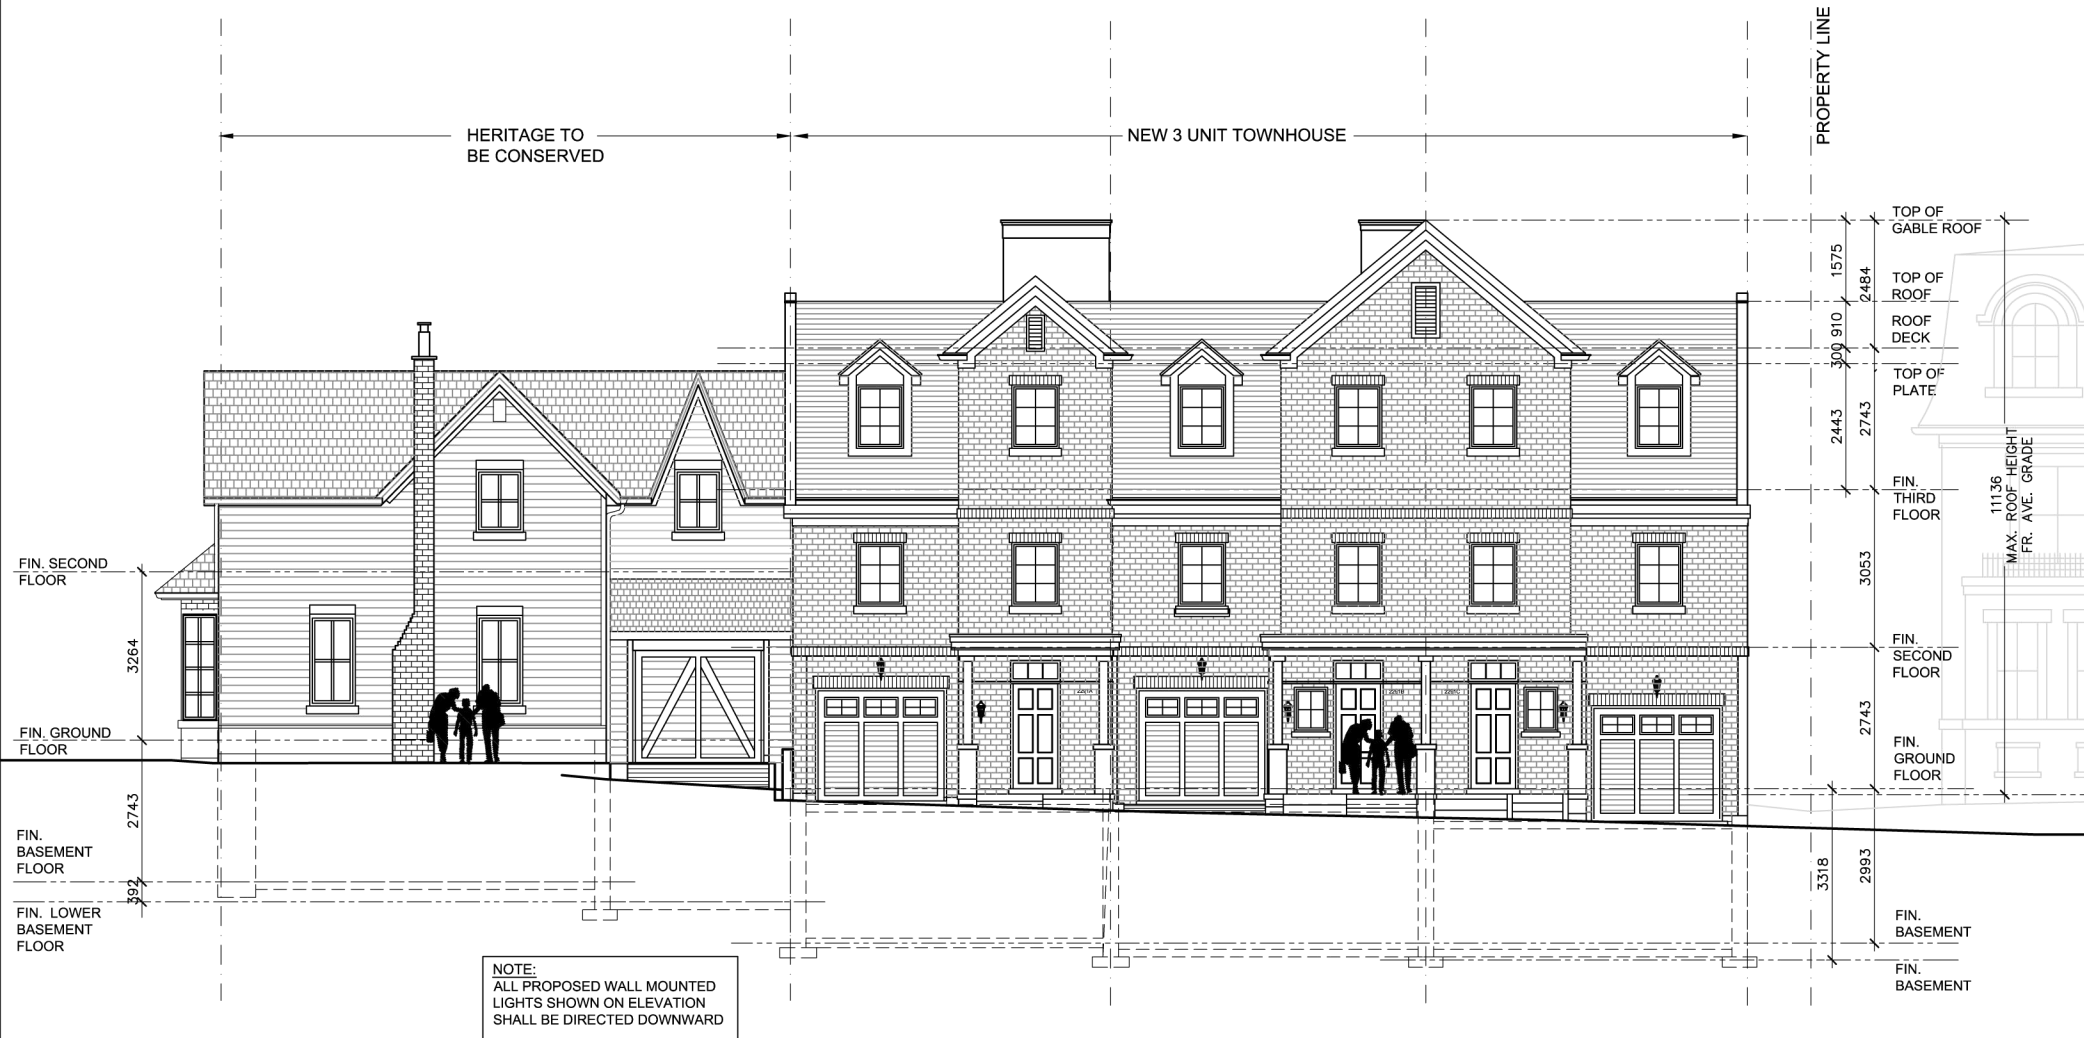 PROPERTY LINE
HERITAGE TO
BE CONSERVED
NEW 3 UNIT TOWNHOUSE
TOP OF
GABLE ROOF
TOP OF
ROOF
ROOF
DECK
TOP OF
PLATE
1575
2484
910
300
2443
2743
FIN.
THIRD
FLOOR
11136
MAX. ROOF HEIGHT
FR. AVE. GRADE
3053
FIN.
SECOND
FLOOR
2743
FIN.
GROUND
FLOOR
3318
2993
FIN.
BASEMENT
FIN.
BASEMENT
FIN. SECOND
FLOOR
3264
FIN. GROUND
FLOOR
2743
FIN.
BASEMENT
FLOOR
392
FIN. LOWER
BASEMENT
FLOOR
2281A
2281B
2281C
NOTE:
ALL PROPOSED WALL MOUNTED
LIGHTS SHOWN ON ELEVATION
SHALL BE DIRECTED DOWNWARD